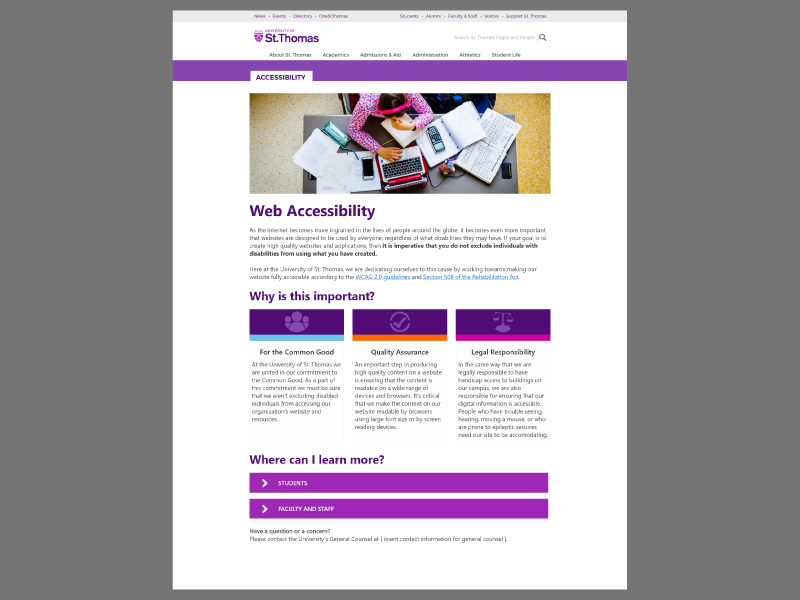 News • Events • Directory • OneStThomas
Students • Alumni • Faculty & Staff • Visitors • Support St. Thomas
UNIVERSITY OF
St.Thomas
Search St. Thomas Pages and People
About St. Thomas Academics Admissions & Aid Administration Athletics Student Life
ACCESSIBILITY
Web Accessibility
As the internet becomes more ingrained in the lives of people around the globe, it becomes even more important
that websites are designed to be used by everyone, regardless of what disabilities they may have. If your goal is to
create high quality websites and applications, then it is imperative that you do not exclude individuals with
disabilities from using what you have created.
Here at the University of St. Thomas, we are dedicating ourselves to this cause by working towards making our
website fully accessible according to the WCAG 2.0 guidelines and Section 508 of the Rehabilitation Act.
Why is this important?
For the Common Good
At the University of St. Thomas we
are united in our commitment to
the Common Good. As a part of
this commitment we must be sure
that we aren't excluding disabled
individuals from accessing our
organization's website and
resources.
Quality Assurance
An important step in producing
high quality content on a website
is ensuring that the content is
readable on a wide range of
devices and browsers. It's critical
that we make the content on our
website readable by browsers
using large font size or by screen
reading devices.
Legal Responsibility
In the same way that we are
legally responsible to have
handicap access to buildings on
our campus, we are also
responsible for ensuring that our
digital information is accessible.
People who have trouble seeing,
hearing, moving a mouse, or who
are prone to epileptic seizures
need our site to be accomodating.
Where can I learn more?
STUDENTS
FACULTY AND STAFF
Have a question or a concern?
Please contact the University's General Counsel at [ insert contact information for general counsel ].